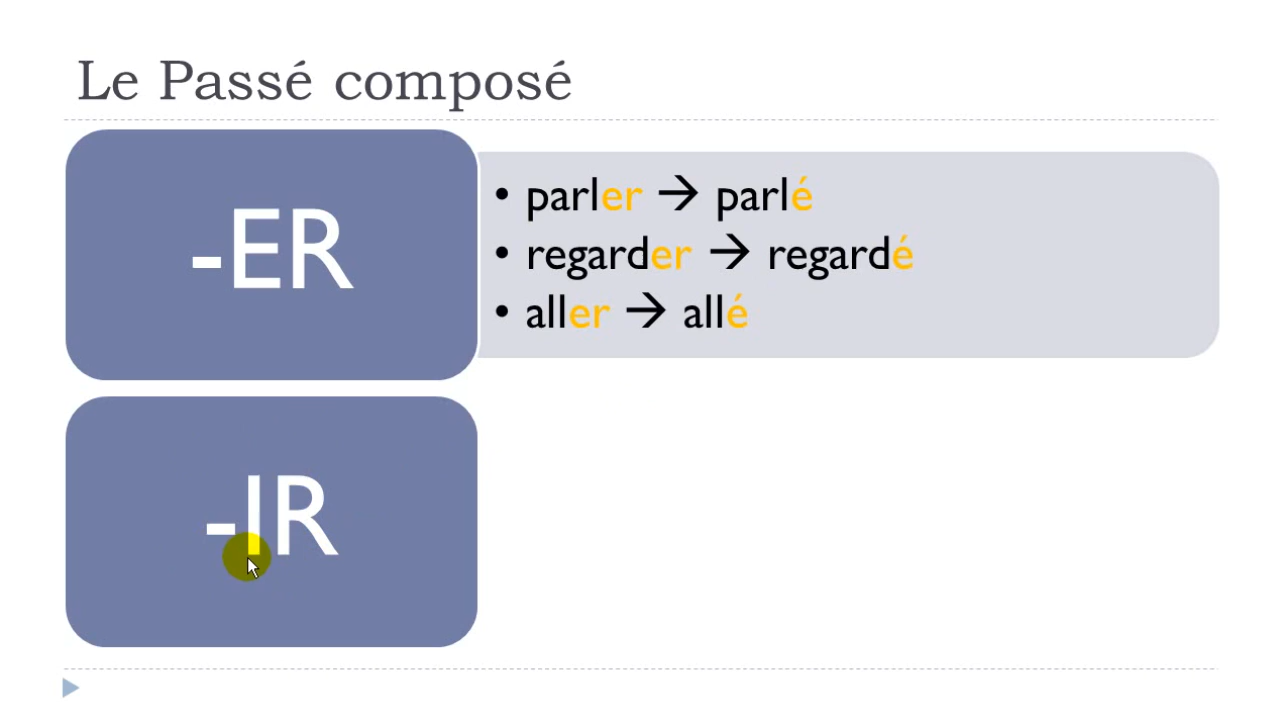 Le Passé composé
-ER
• parler → parlé
• regarder → regardé
• aller → allé
-IR